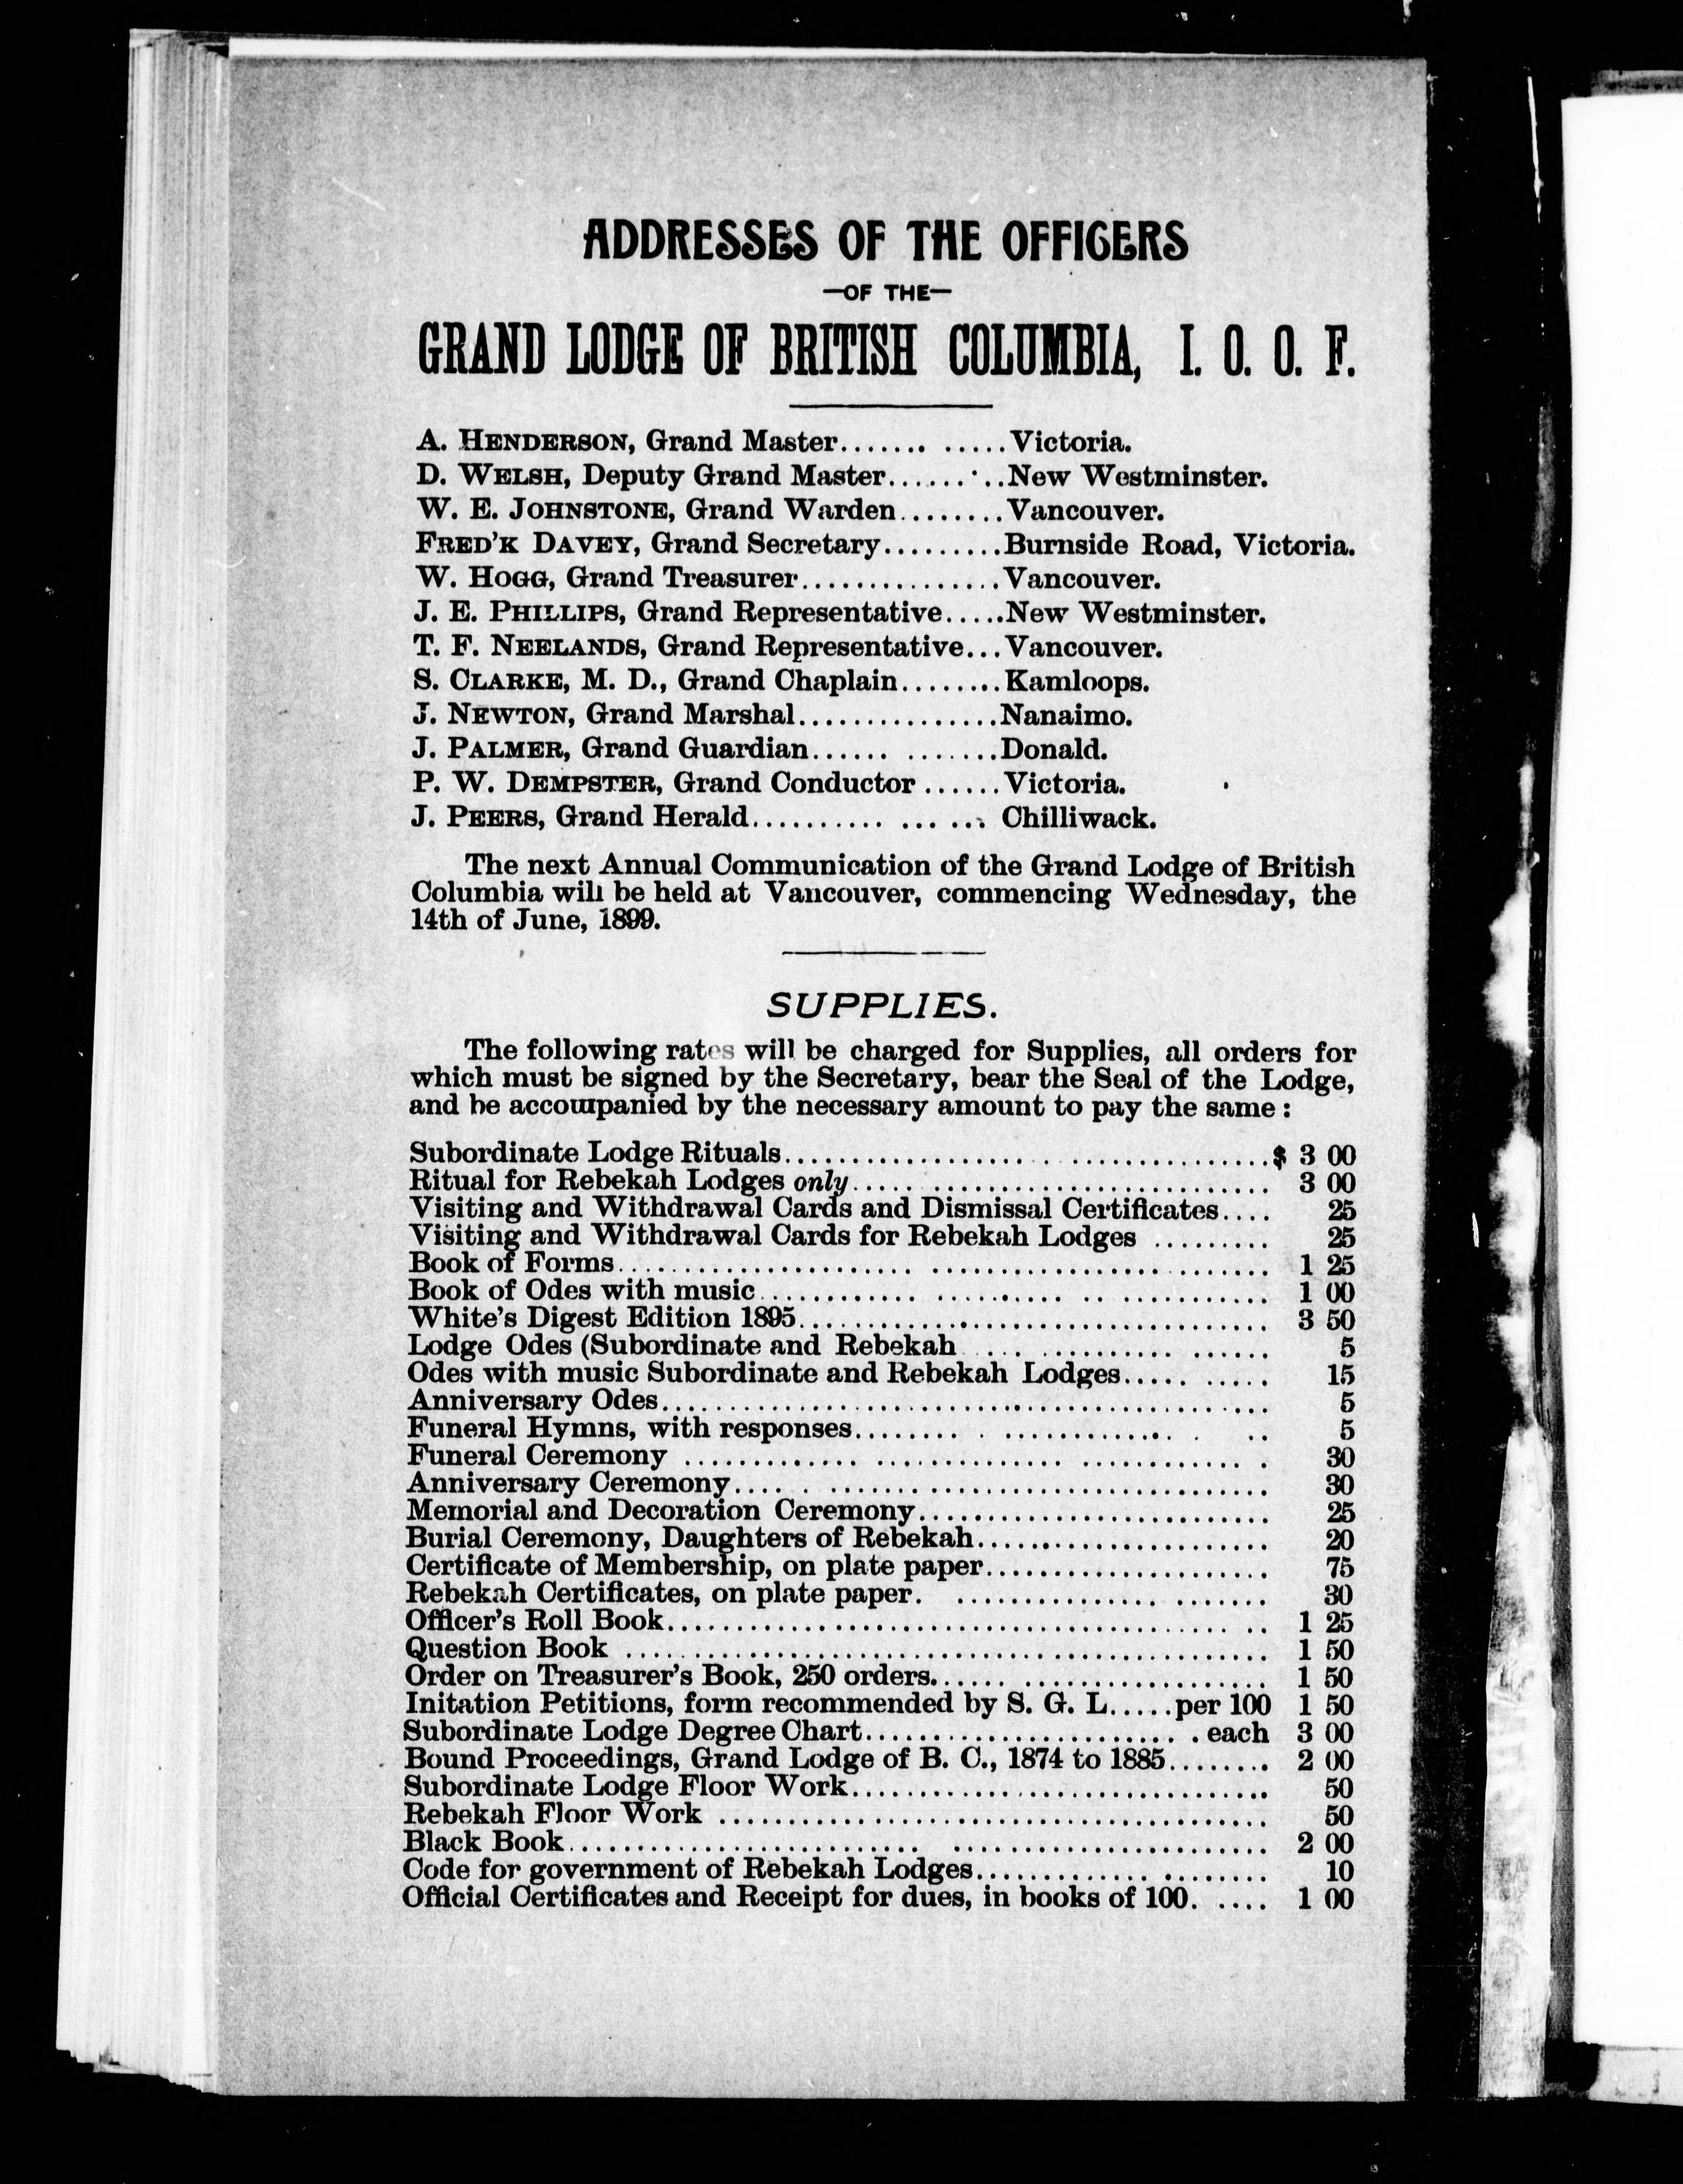 ADDRESSES OF THE OFFICERS
—OF THE—
GRAND LODGE OF BRITISH COLUMBIA, I. O. O. F.
A. HENDERSON, Grand Master....... .....Victoria.
D. WELSH, Deputy Grand Master.........New Westminster.
W. E. JOHNSTONE, Grand Warden........Vancouver.
FRED'K DAVEY, Grand Secretary.........Burnside Road, Victoria.
W. HOGG, Grand Treasurer...............Vancouver.
J. E. PHILLIPS, Grand Representative.....New Westminster.
T. F. NEELANDS, Grand Representative...Vancouver.
S. CLARKE, M. D., Grand Chaplain........Kamloops.
J. NEWTON, Grand Marshal...............Nanaimo.
J. PALMER, Grand Guardian...... .......Donald.
P. W. DEMPSTER, Grand Conductor ......Victoria.
J. PEERS, Grand Herald.......... ... ... Chilliwack.
The next Annual Communication of the Grand Lodge of British
Columbia will be held at Vancouver, commencing Wednesday, the
14th of June, 1899.
SUPPLIES.
The following rates will be charged for Supplies, all orders for
which must be signed by the Secretary, bear the Seal of the Lodge,
and be accompanied by the necessary amount to pay the same:
Subordinate Lodge Rituals.....................................$ 3 00
Ritual for Rebekah Lodges only..... ......................... 3 00
Visiting and Withdrawal Cards and Dismissal Certificates.... 25
Visiting and Withdrawal Cards for Rebekah Lodges ......... 25
Book of Forms...................... ......................... 1 25
Book of Odes with music............ .......... .............. 1 00
White's Digest Edition 1895................................... 3 50
Lodge Odes (Subordinate and Rebekah .... .......... ...... 5
Odes with music Subordinate and Rebekah Lodges..... ..... 15
Anniversary Odes............................................. 5
Funeral Hymns, with responses........ . ............. . .. 5
Funeral Ceremony ............. ................ ............ . 30
Anniversary Ceremony.... . ................................. 30
Memorial and Decoration Ceremony.......................... 25
Burial Ceremony, Daughters of Rebekah...................... 20
Certificate of Membership, on plate paper..................... 75
Rebekah Certificates, on plate paper. ............... ....... 30
Officer's Roll Book......................................... .. 1 25
Question Book ................................................ 1 50
Order on Treasurer's Book, 250 orders...... .................. 1 50
Initation Petitions, form recommended by S. G. L.....per 100 1 50
Subordinate Lodge Degree Chart........................ .each 3 00
Bound Proceedings, Grand Lodge of B. C., 1874 to 1885........ 2 00
Subordinate Lodge Floor Work............................... 50
Rebekah Floor Work ......................................... 50
Black Book.......................... ........................ 2 00
Code for government of Rebekah Lodges............. ........ 10
Official Certificates and Receipt for dues, in books of 100. .... 1 00